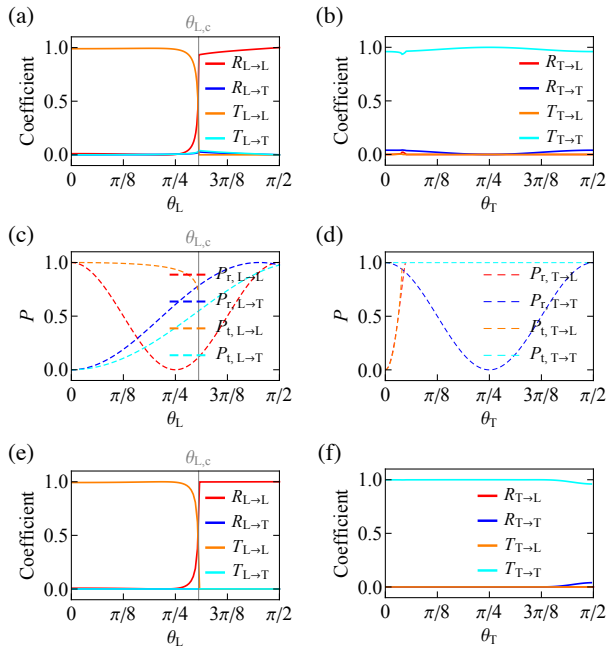 (a)
θL,c
Coefficient
1.0
0.5
0.0
RL→L
RL→T
TL→L
TL→T
0 π/8 π/4 3π/8 π/2
θL
(b)
Coefficient
1.0
0.5
0.0
RT→L
RT→T
TT→L
TT→T
0 π/8 π/4 3π/8 π/2
θT
(c)
θL,c
P
1.0
0.5
0.0
Pr, L→L
Pr, L→T
Pt, L→L
Pt, L→T
0 π/8 π/4 3π/8 π/2
θL
(d)
P
1.0
0.5
0.0
Pr, T→L
Pr, T→T
Pt, T→L
Pt, T→T
0 π/8 π/4 3π/8 π/2
θT
(e)
θL,c
Coefficient
1.0
0.5
0.0
RL→L
RL→T
TL→L
TL→T
0 π/8 π/4 3π/8 π/2
θL
(f)
Coefficient
1.0
0.5
0.0
RT→L
RT→T
TT→L
TT→T
0 π/8 π/4 3π/8 π/2
θT